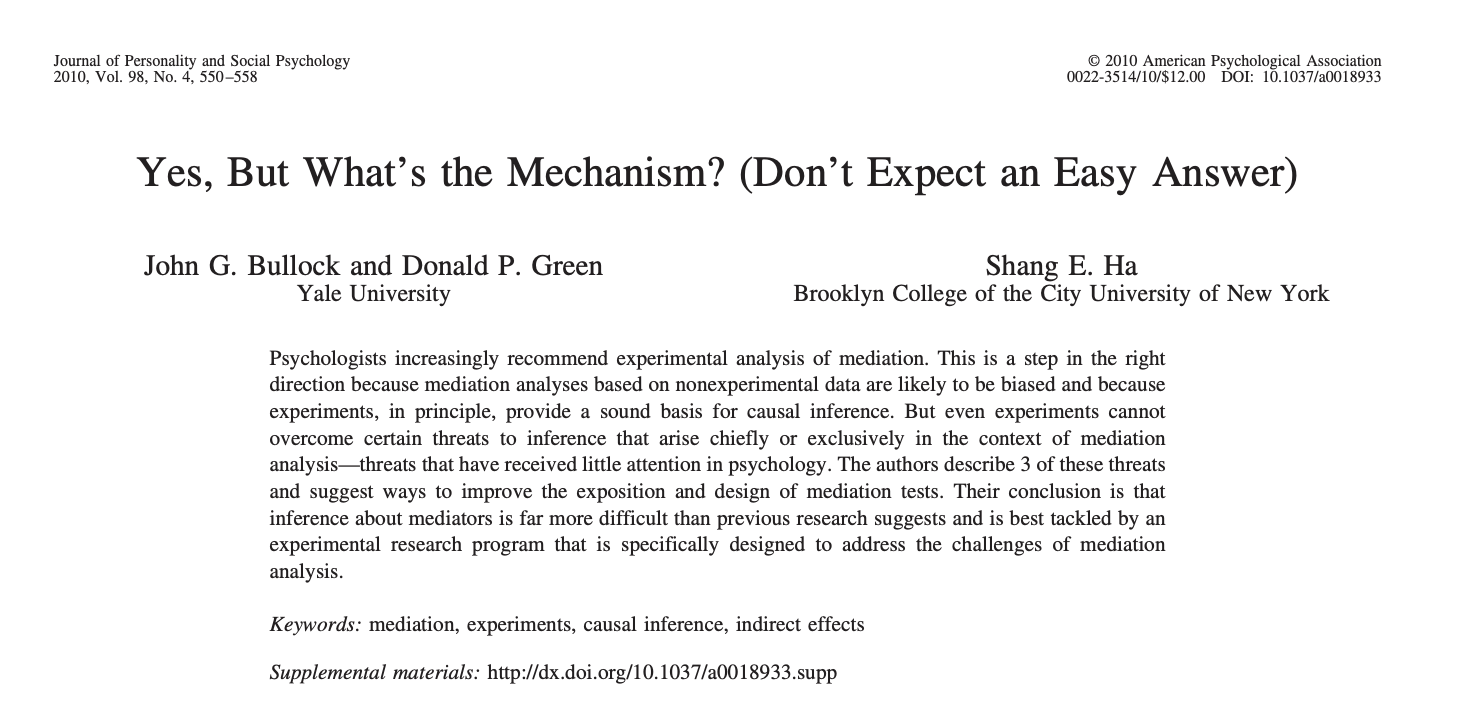 Journal of Personality and Social Psychology
2010, Vol. 98, No. 4, 550–558
© 2010 American Psychological Association
0022-3514/10/$12.00 DOI: 10.1037/a0018933
Yes, But What’s the Mechanism? (Don’t Expect an Easy Answer)
John G. Bullock and Donald P. Green
Yale University
Shang E. Ha
Brooklyn College of the City University of New York
Psychologists increasingly recommend experimental analysis of mediation. This is a step in the right
direction because mediation analyses based on nonexperimental data are likely to be biased and because
experiments, in principle, provide a sound basis for causal inference. But even experiments cannot
overcome certain threats to inference that arise chiefly or exclusively in the context of mediation
analysis—threats that have received little attention in psychology. The authors describe 3 of these threats
and suggest ways to improve the exposition and design of mediation tests. Their conclusion is that
inference about mediators is far more difficult than previous research suggests and is best tackled by an
experimental research program that is specifically designed to address the challenges of mediation
analysis.
Keywords: mediation, experiments, causal inference, indirect effects
Supplemental materials: http://dx.doi.org/10.1037/a0018933.supp